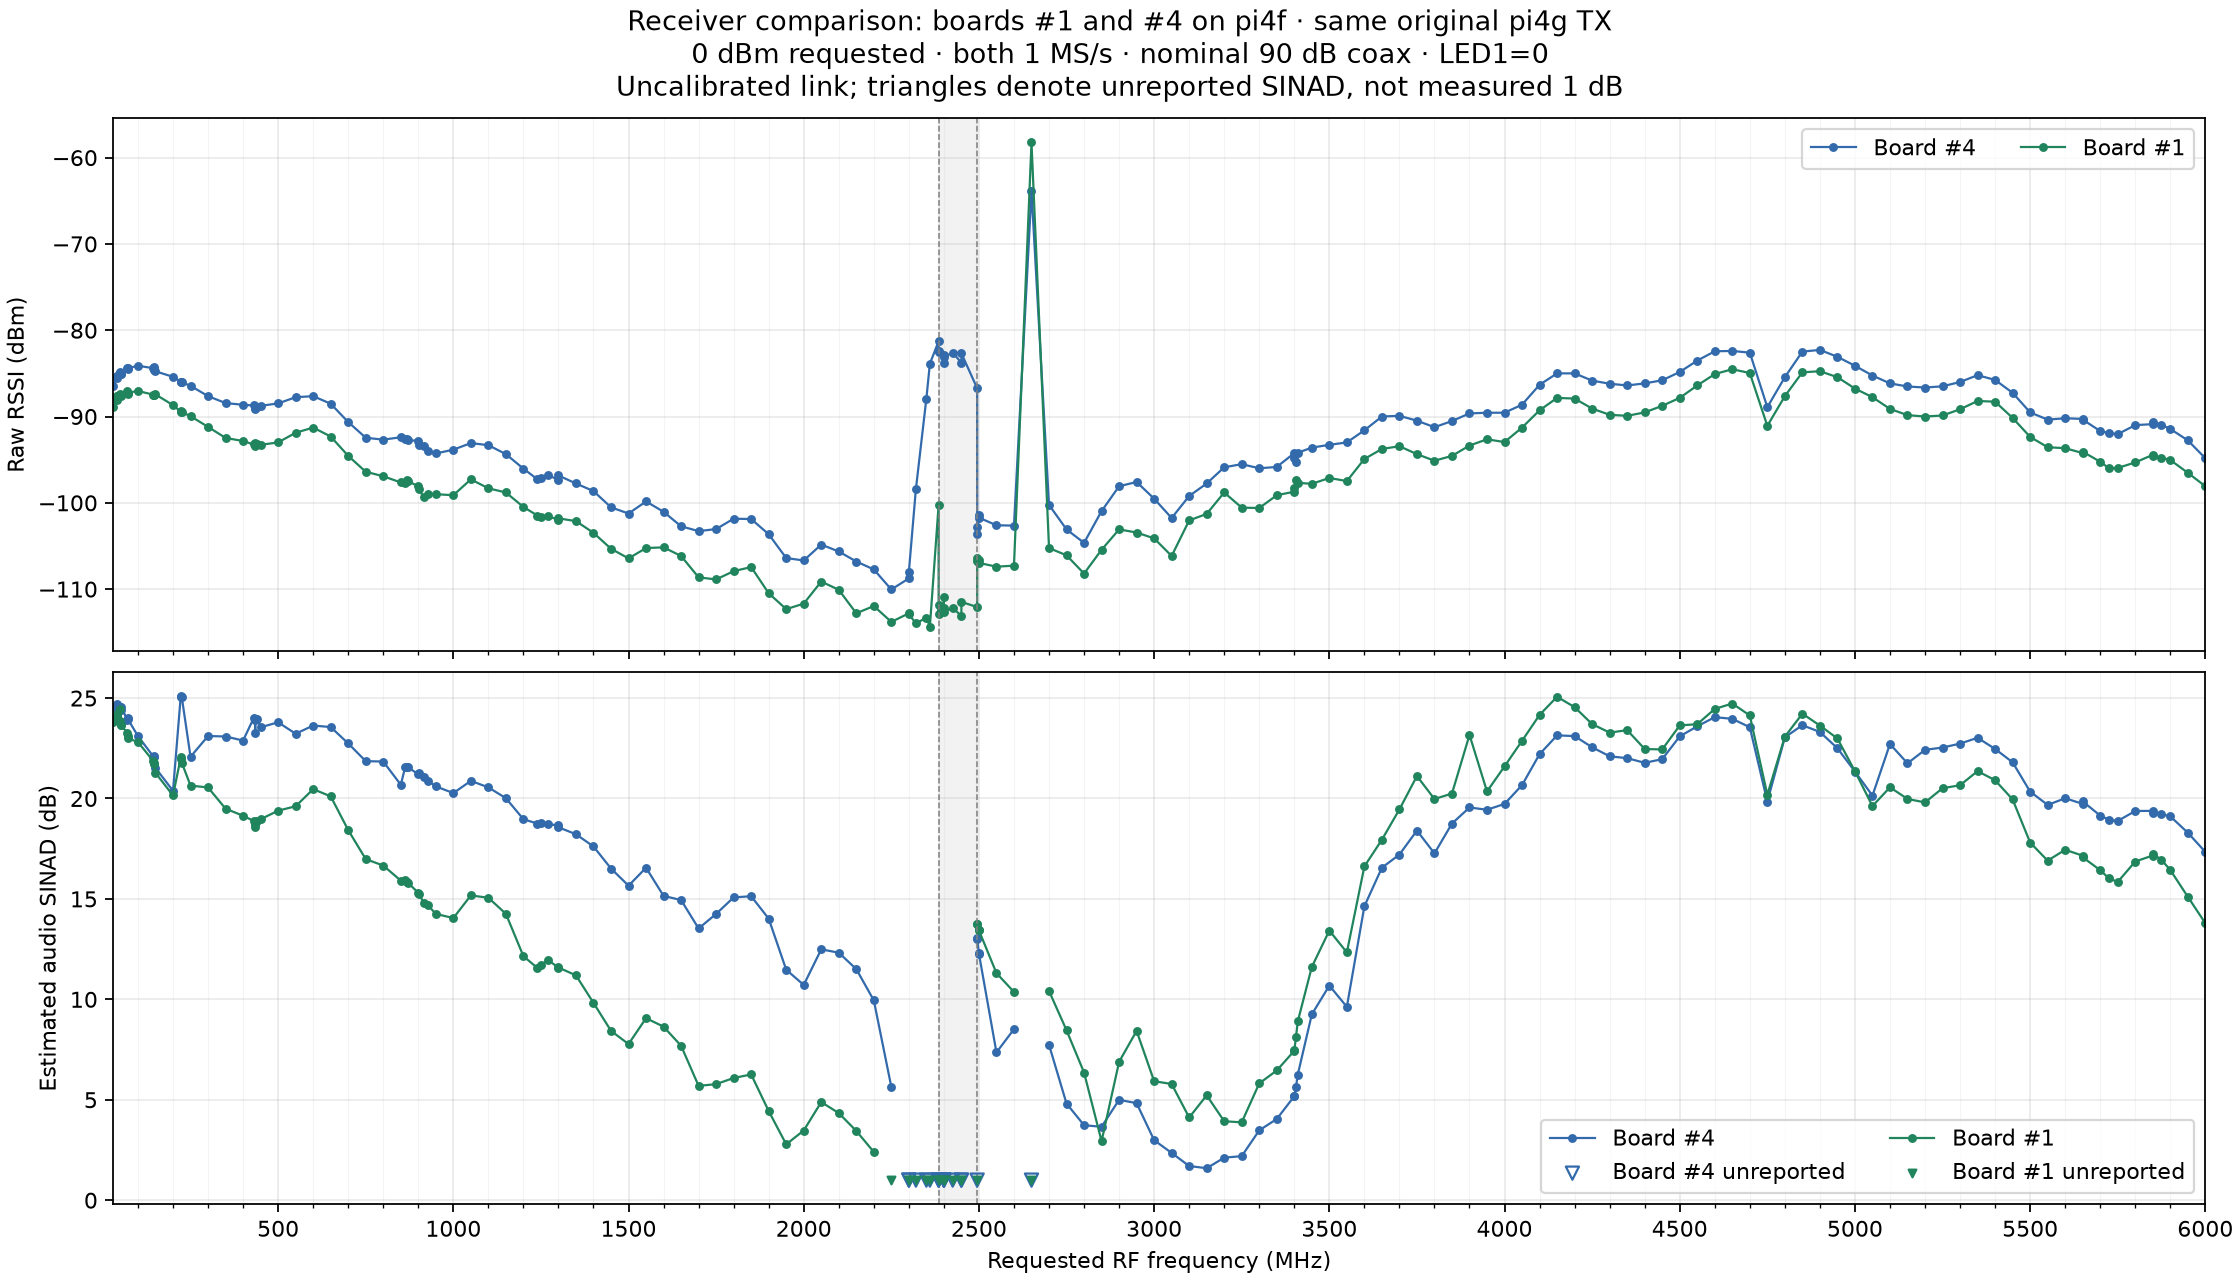 Receiver comparison: boards #1 and #4 on pi4f · same original pi4g TX
0 dBm requested · both 1 MS/s · nominal 90 dB coax · LED1=0
Uncalibrated link; triangles denote unreported SINAD, not measured 1 dB
Raw RSSI (dBm)
−60
−70
−80
−90
−100
−110
Board #4
Board #1
Estimated audio SINAD (dB)
25
20
15
10
5
0
Board #4
Board #1
Board #4 unreported
Board #1 unreported
500
1000
1500
2000
2500
3000
3500
4000
4500
5000
5500
6000
Requested RF frequency (MHz)